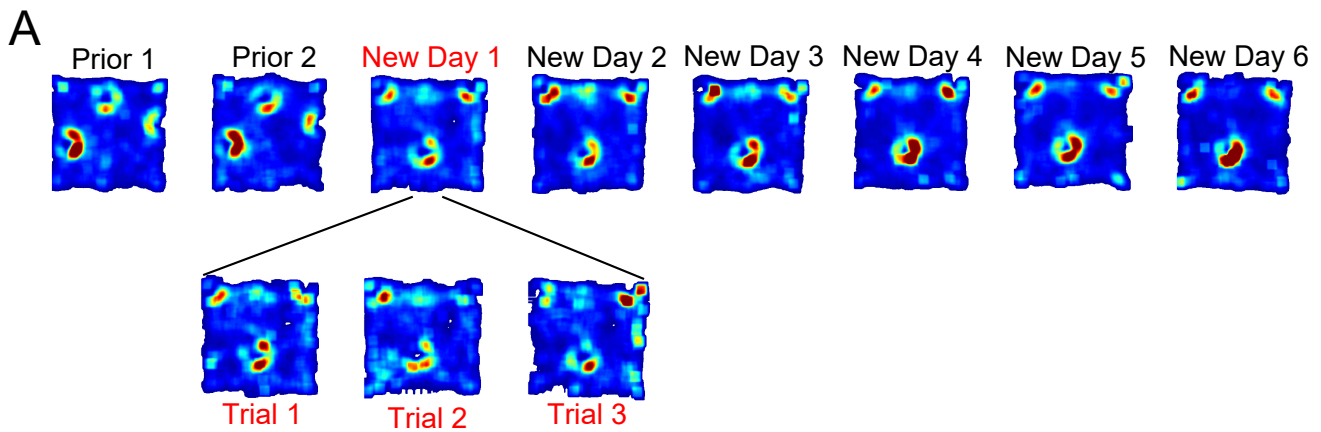 A
Prior 1 Prior 2 New Day 1 New Day 2 New Day 3 New Day 4 New Day 5 New Day 6
Trial 1 Trial 2 Trial 3